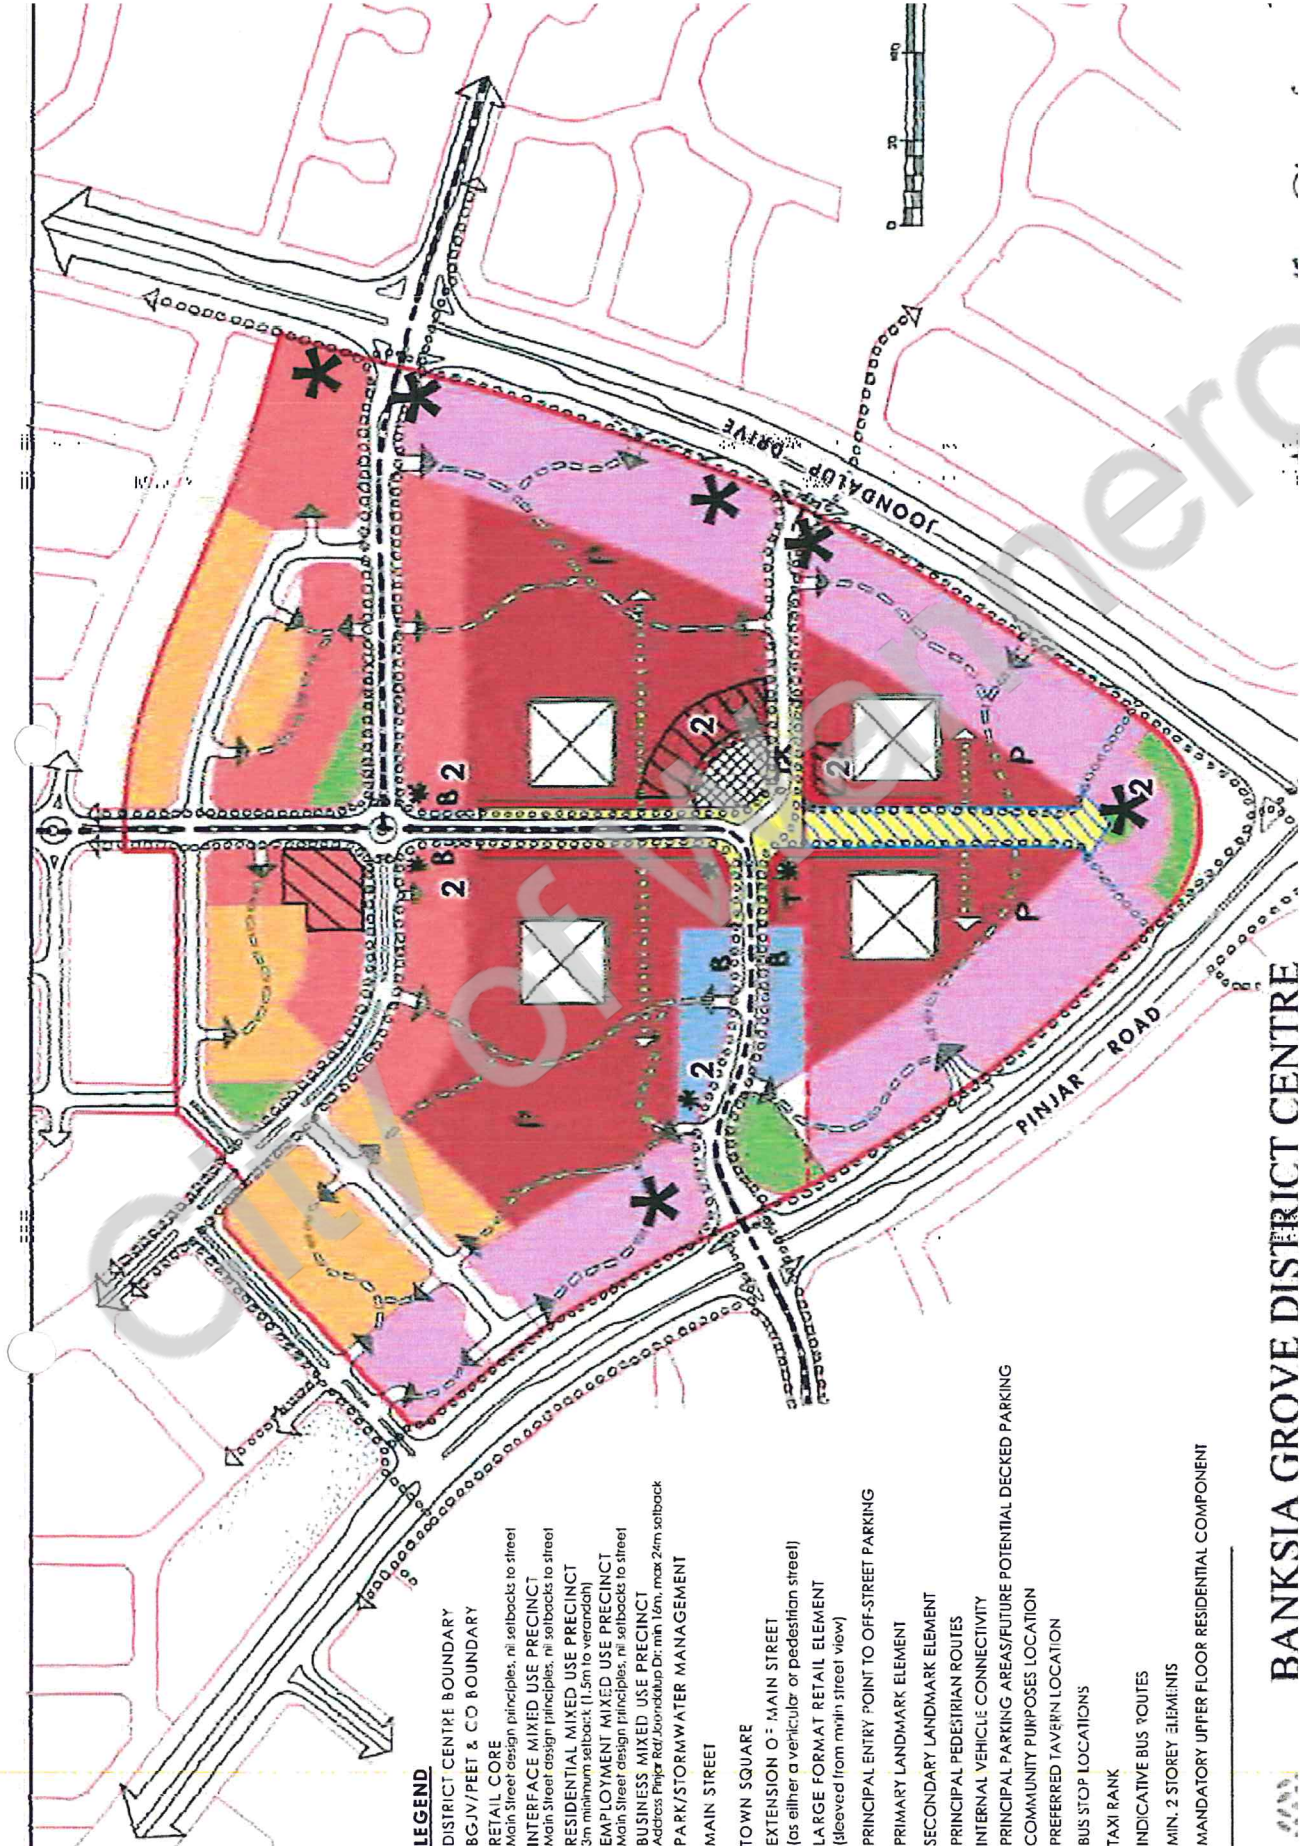 LEGEND
DISTRICT CENTRE BOUNDARY
BGJV/PEET & CO BOUNDARY
RETAIL CORE
Main Street design principles, nil setbacks to street
INTERFACE MIXED USE PRECINCT
Main Street design principles, nil setbacks to street
RESIDENTIAL MIXED USE PRECINCT
3m minimum setback (1.5m to verandah)
EMPLOYMENT MIXED USE PRECINCT
Main Street design principles, nil setbacks to street
BUSINESS MIXED USE PRECINCT
Address Pinjar Rd/Joondalup Dr: min 16m, max 24m setback
PARK/STORMWATER MANAGEMENT
MAIN STREET
TOWN SQUARE
EXTENSION OF MAIN STREET
(as either a vehicular or pedestrian street)
LARGE FORMAT RETAIL ELEMENT
(sleeved from main street view)
PRINCIPAL ENTRY POINT TO OFF-STREET PARKING
PRIMARY LANDMARK ELEMENT
SECONDARY LANDMARK ELEMENT
PRINCIPAL PEDESTRIAN ROUTES
INTERNAL VEHICLE CONNECTIVITY
PRINCIPAL PARKING AREAS/FUTURE POTENTIAL DECKED PARKING
COMMUNITY PURPOSES LOCATION
PREFERRED TAVERN LOCATION
BUS STOP LOCATIONS
TAXI RANK
INDICATIVE BUS ROUTES
MIN. 2 STOREY ELEMENTS
MANDATORY UPPER FLOOR RESIDENTIAL COMPONENT
BANKSIA GROVE DISTRICT CENTRE
PINJAR ROAD
JOONDALUP DRIVE
B 2
B
2
2
2
2
2
B
B
T
P
P
P
P
0
City of Wannero